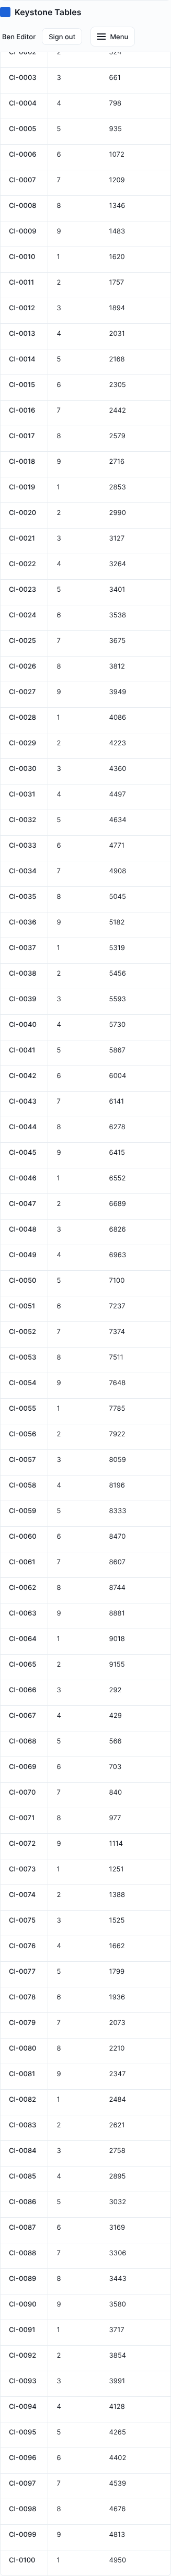 Keystone Tables
Ben Editor Sign out Menu
CI-0002 2 524
CI-0003 3 661
CI-0004 4 798
CI-0005 5 935
CI-0006 6 1072
CI-0007 7 1209
CI-0008 8 1346
CI-0009 9 1483
CI-0010 1 1620
CI-0011 2 1757
CI-0012 3 1894
CI-0013 4 2031
CI-0014 5 2168
CI-0015 6 2305
CI-0016 7 2442
CI-0017 8 2579
CI-0018 9 2716
CI-0019 1 2853
CI-0020 2 2990
CI-0021 3 3127
CI-0022 4 3264
CI-0023 5 3401
CI-0024 6 3538
CI-0025 7 3675
CI-0026 8 3812
CI-0027 9 3949
CI-0028 1 4086
CI-0029 2 4223
CI-0030 3 4360
CI-0031 4 4497
CI-0032 5 4634
CI-0033 6 4771
CI-0034 7 4908
CI-0035 8 5045
CI-0036 9 5182
CI-0037 1 5319
CI-0038 2 5456
CI-0039 3 5593
CI-0040 4 5730
CI-0041 5 5867
CI-0042 6 6004
CI-0043 7 6141
CI-0044 8 6278
CI-0045 9 6415
CI-0046 1 6552
CI-0047 2 6689
CI-0048 3 6826
CI-0049 4 6963
CI-0050 5 7100
CI-0051 6 7237
CI-0052 7 7374
CI-0053 8 7511
CI-0054 9 7648
CI-0055 1 7785
CI-0056 2 7922
CI-0057 3 8059
CI-0058 4 8196
CI-0059 5 8333
CI-0060 6 8470
CI-0061 7 8607
CI-0062 8 8744
CI-0063 9 8881
CI-0064 1 9018
CI-0065 2 9155
CI-0066 3 292
CI-0067 4 429
CI-0068 5 566
CI-0069 6 703
CI-0070 7 840
CI-0071 8 977
CI-0072 9 1114
CI-0073 1 1251
CI-0074 2 1388
CI-0075 3 1525
CI-0076 4 1662
CI-0077 5 1799
CI-0078 6 1936
CI-0079 7 2073
CI-0080 8 2210
CI-0081 9 2347
CI-0082 1 2484
CI-0083 2 2621
CI-0084 3 2758
CI-0085 4 2895
CI-0086 5 3032
CI-0087 6 3169
CI-0088 7 3306
CI-0089 8 3443
CI-0090 9 3580
CI-0091 1 3717
CI-0092 2 3854
CI-0093 3 3991
CI-0094 4 4128
CI-0095 5 4265
CI-0096 6 4402
CI-0097 7 4539
CI-0098 8 4676
CI-0099 9 4813
CI-0100 1 4950